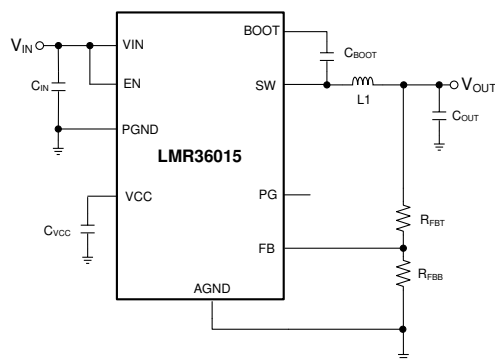 BOOT
V_IN
VIN
C_BOOT
C_IN
EN
SW
V_OUT
L1
C_OUT
PGND
LMR36015
VCC
PG
C_VCC
R_FBT
FB
R_FBB
AGND